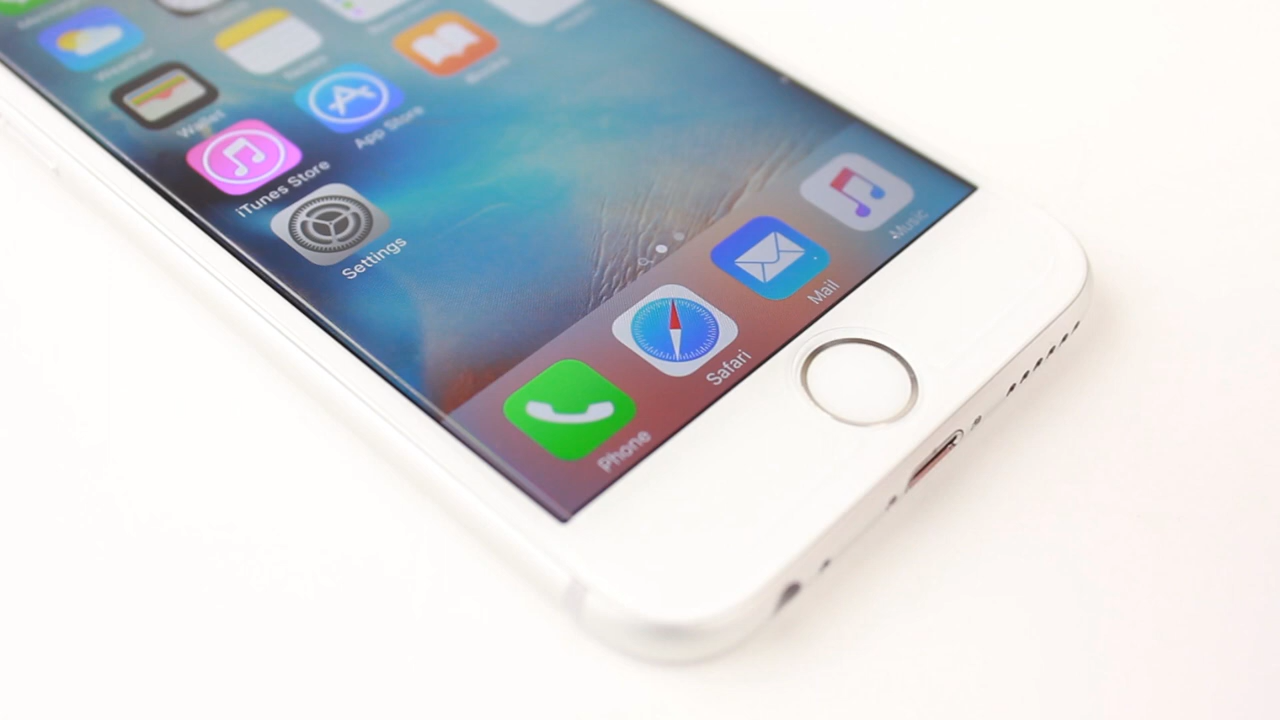 Wallet
App Store
iTunes Store
Settings
Music
Mail
Safari
Phone